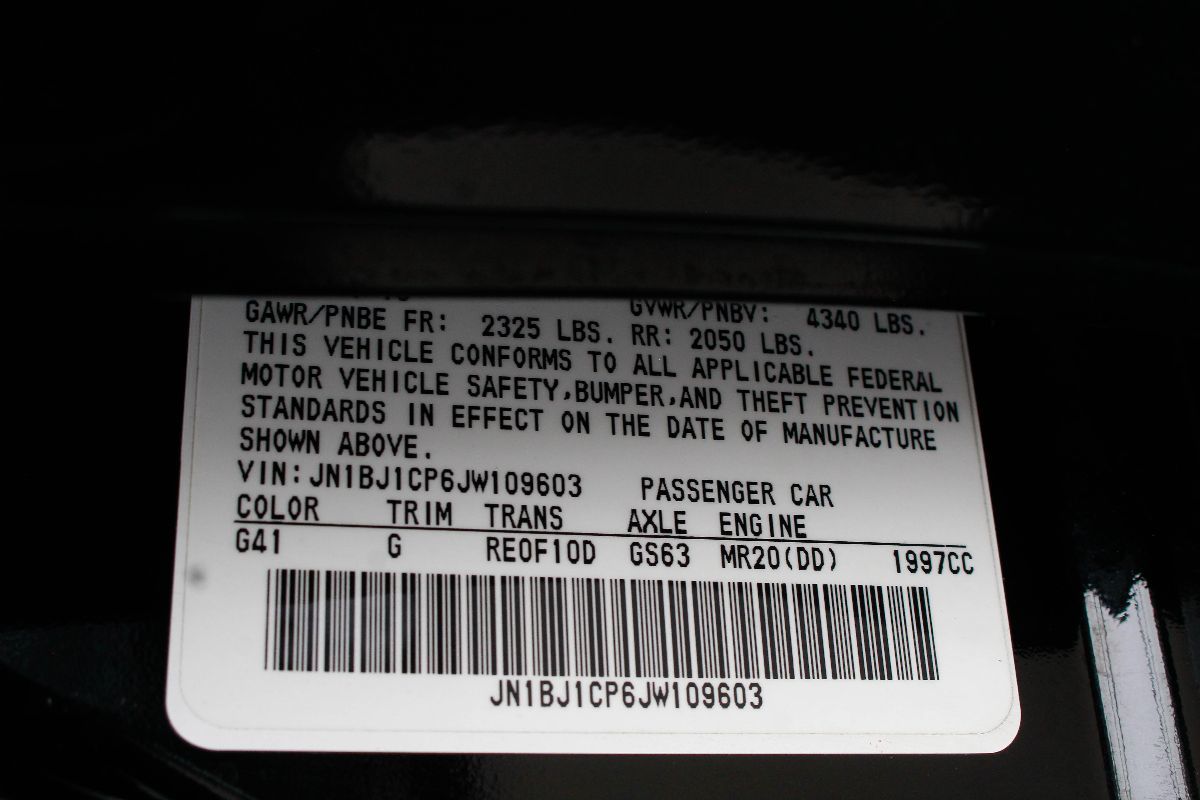 GVWR/PNBV: 4340 LBS.
GAWR/PNBE FR: 2325 LBS. RR: 2050 LBS.
THIS VEHICLE CONFORMS TO ALL APPLICABLE FEDERAL
MOTOR VEHICLE SAFETY,BUMPER,AND THEFT PREVENTION
STANDARDS IN EFFECT ON THE DATE OF MANUFACTURE
SHOWN ABOVE.
VIN:JN1BJ1CP6JW109603 PASSENGER CAR
COLOR TRIM TRANS AXLE ENGINE
G41 G RE0F10D GS63 MR20(DD) 1997CC
JN1BJ1CP6JW109603